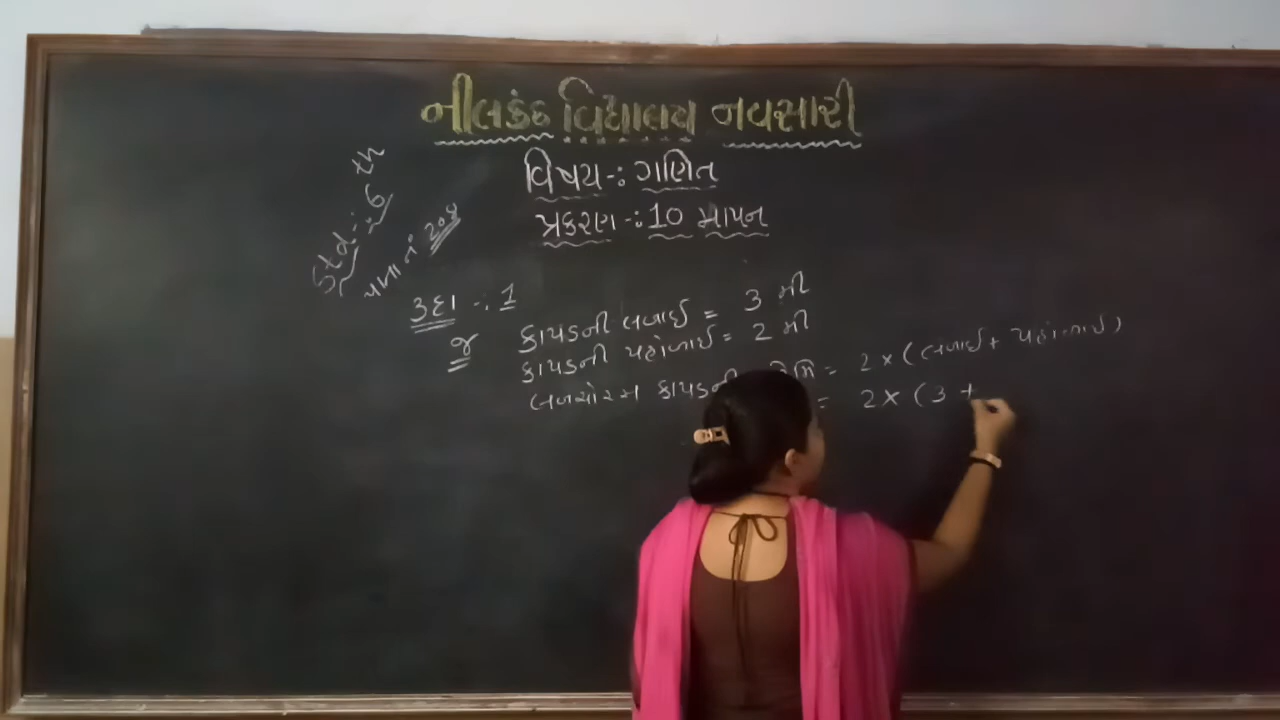 નીલકંઠ વિદ્યાલય નવસારી
વિષય -: ગણિત
પ્રકરણ -: 10 માપન
Std -: 6 th
પાના નં 204
ઉદા -: 1
જ
કાપડની લંબાઈ = 3 મી
કાપડની પહોળાઈ = 2 મી
લંબચોરસ કાપડની = 2 × (લંબાઈ + પહોળાઈ)
= 2 × (3 +